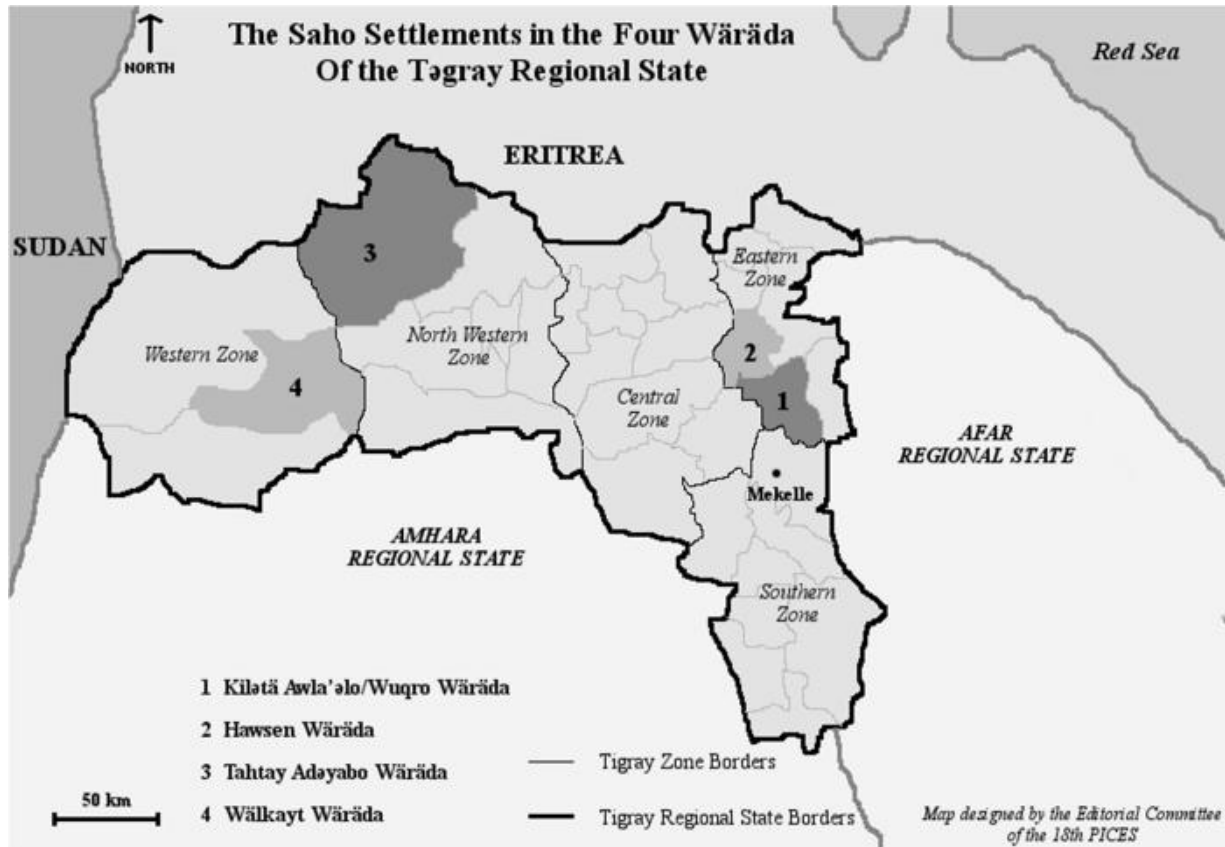 The Saho Settlements in the Four Wäräda
Of the Təgray Regional State
NORTH
Red Sea
ERITREA
SUDAN
3
Eastern
Zone
Western Zone
North Western
Zone
2
4
1
Central
Zone
AFAR
REGIONAL STATE
Mekelle
AMHARA
REGIONAL STATE
Southern
Zone
1 Kilətä Awla'əlo/Wuqro Wäräda
2 Hawsen Wäräda
3 Tahtay Adəyabo Wäräda
4 Wälkayt Wäräda
50 km
Tigray Zone Borders
Tigray Regional State Borders
Map designed by the Editorial Committee
of the 18th PICES